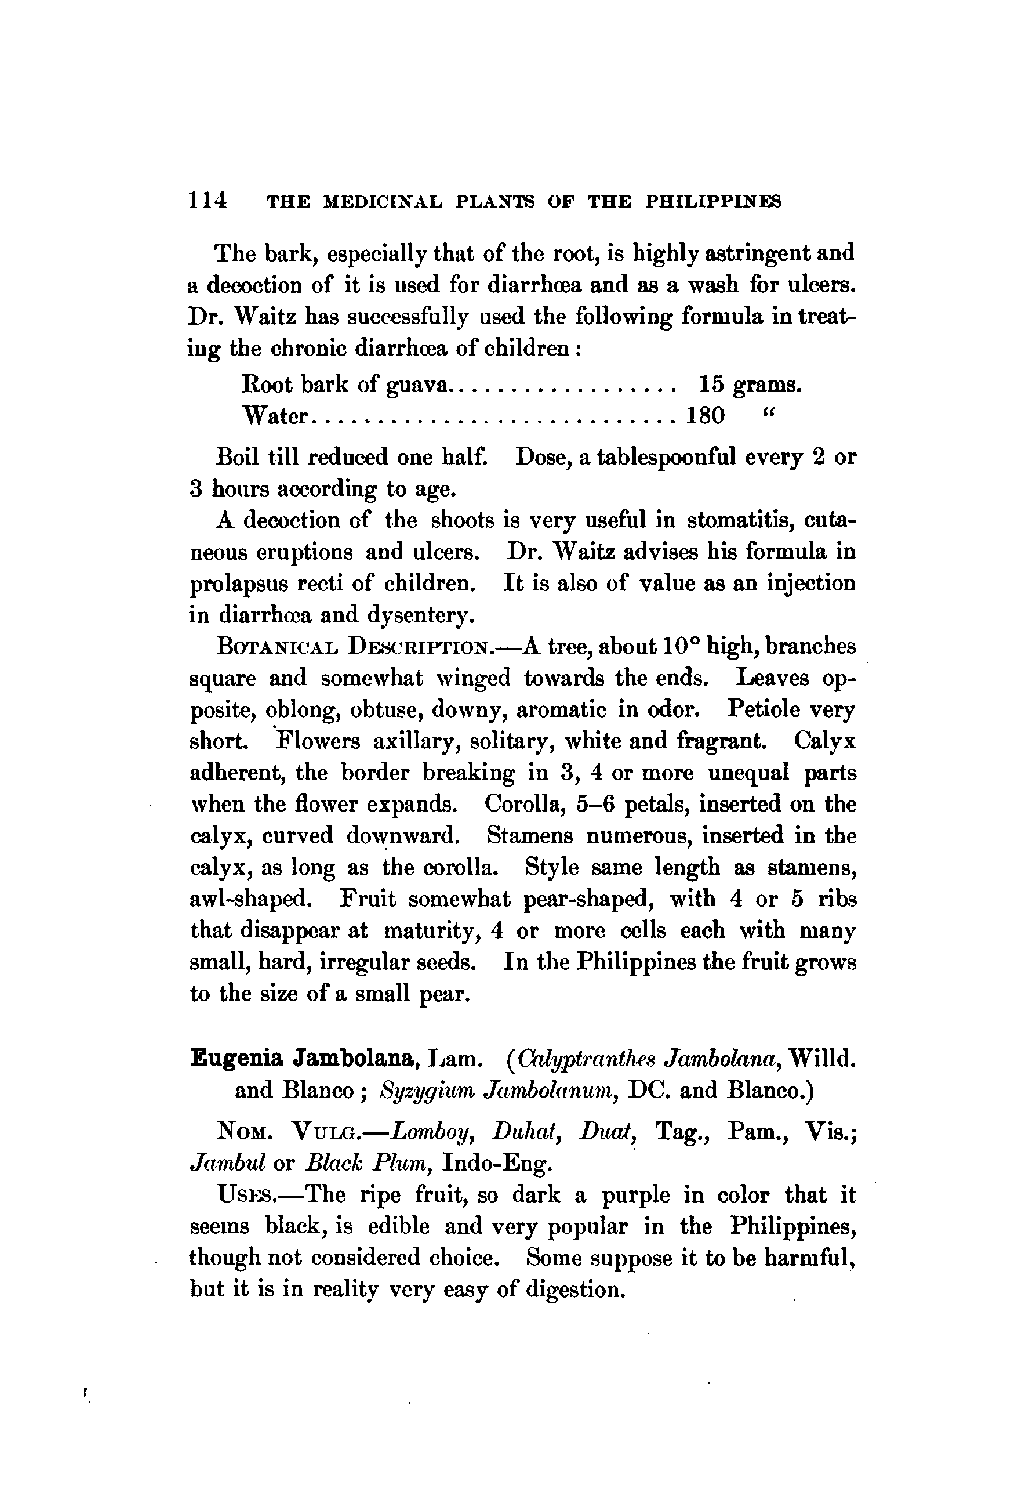 114 THE MEDICINAL PLANTS OF THE PHILIPPINES
The bark, especially that of the root, is highly astringent and
a decoction of it is used for diarrhœa and as a wash for ulcers.
Dr. Waitz has successfully used the following formula in treat-
ing the chronic diarrhœa of children:
Root bark of guava.................. 15 grams.
Water............................. 180 “
Boil till reduced one half. Dose, a tablespoonful every 2 or
3 hours according to age.
A decoction of the shoots is very useful in stomatitis, cuta-
neous eruptions and ulcers. Dr. Waitz advises his formula in
prolapsus recti of children. It is also of value as an injection
in diarrhœa and dysentery.
BOTANICAL DESCRIPTION.—A tree, about 10° high, branches
square and somewhat winged towards the ends. Leaves op-
posite, oblong, obtuse, downy, aromatic in odor. Petiole very
short. Flowers axillary, solitary, white and fragrant. Calyx
adherent, the border breaking in 3, 4 or more unequal parts
when the flower expands. Corolla, 5–6 petals, inserted on the
calyx, curved downward. Stamens numerous, inserted in the
calyx, as long as the corolla. Style same length as stamens,
awl-shaped. Fruit somewhat pear-shaped, with 4 or 5 ribs
that disappear at maturity, 4 or more cells each with many
small, hard, irregular seeds. In the Philippines the fruit grows
to the size of a small pear.
Eugenia Jambolana, Lam. (Calyptranthes Jambolana, Willd.
and Blanco; Syzygium Jambolanum, DC. and Blanco.)
NOM. VULG.—Lomboy, Duhat, Duat, Tag., Pam., Vis.;
Jambul or Black Plum, Indo-Eng.
USES.—The ripe fruit, so dark a purple in color that it
seems black, is edible and very popular in the Philippines,
though not considered choice. Some suppose it to be harmful,
but it is in reality very easy of digestion.